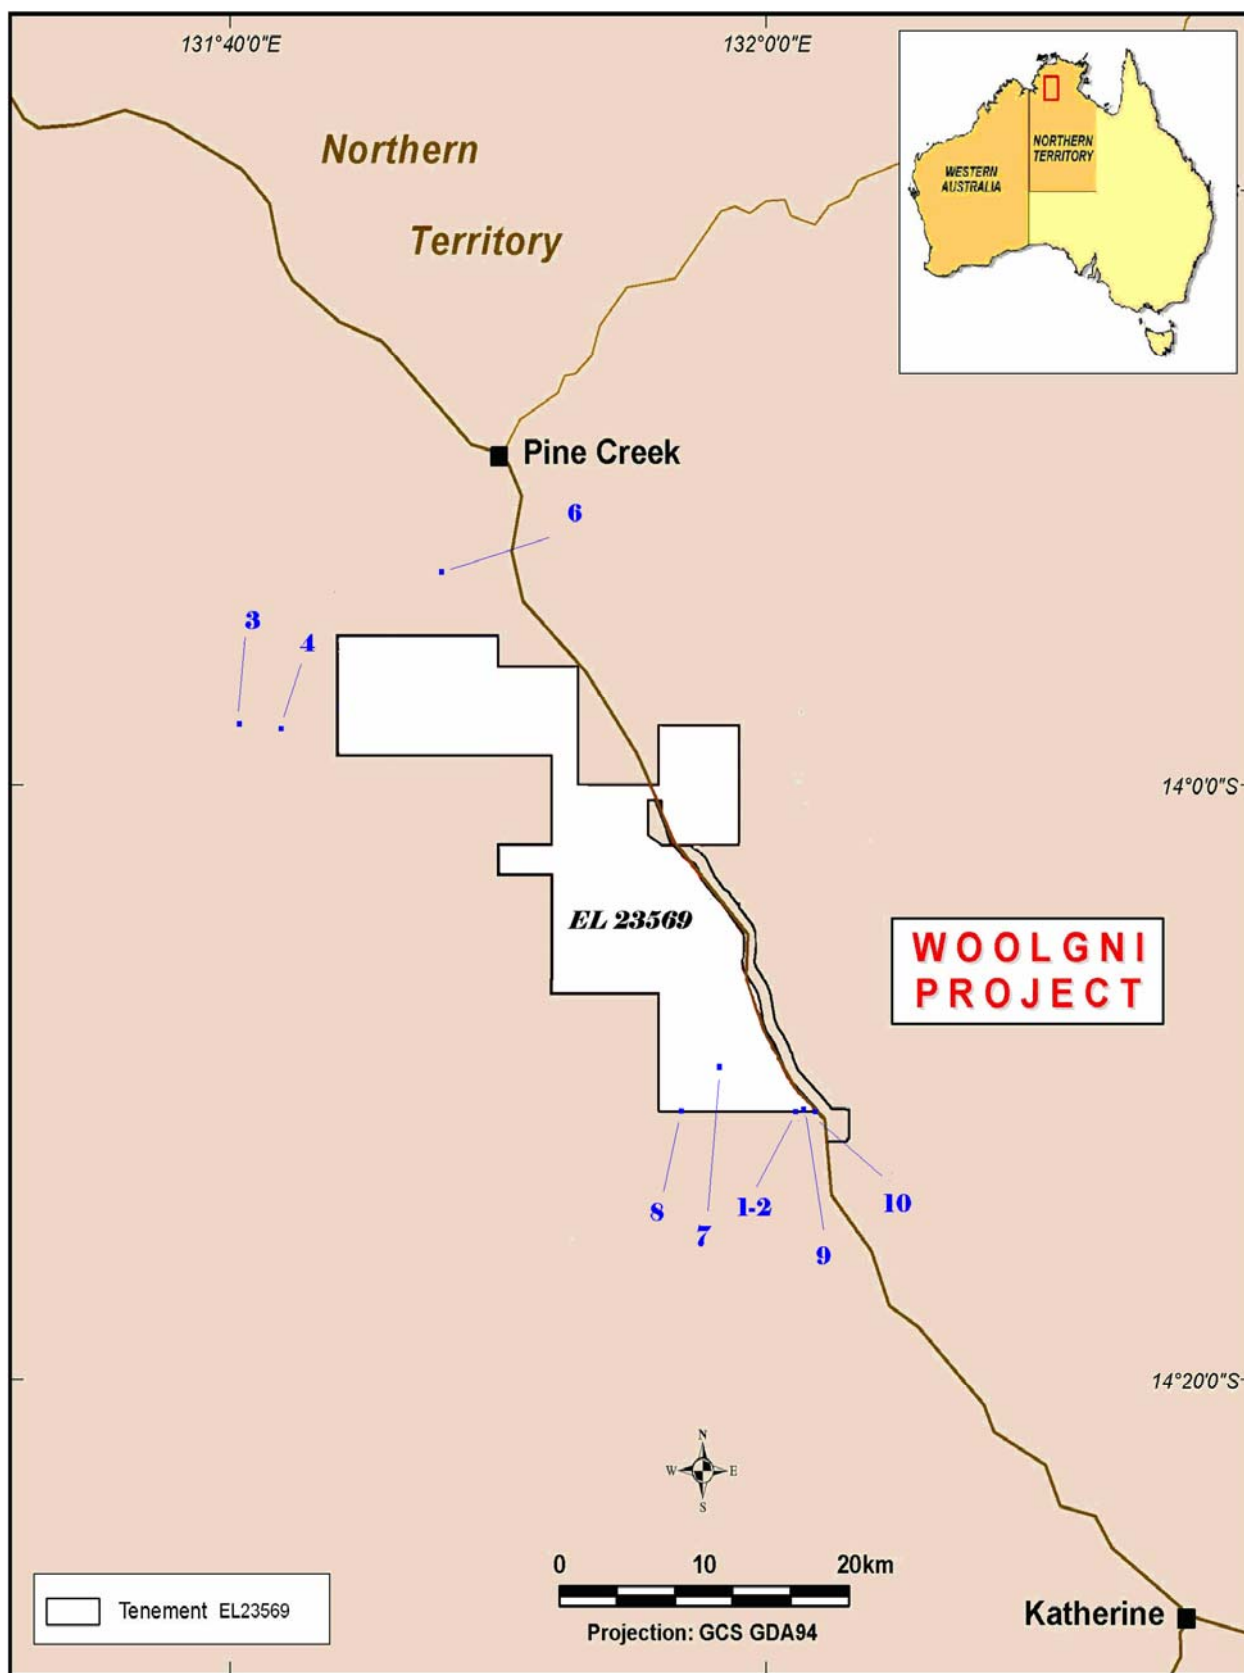 131°40'0"E
132°0'0"E
Northern
Territory
NORTHERN
TERRITORY
WESTERN
AUSTRALIA
Pine Creek
6
3
4
14°0'0"S
EL 23569
WOOLGNI
PROJECT
8
7
1-2
9
10
14°20'0"S
N
W
E
S
0 10 20km
Projection: GCS GDA94
Tenement EL23569
Katherine